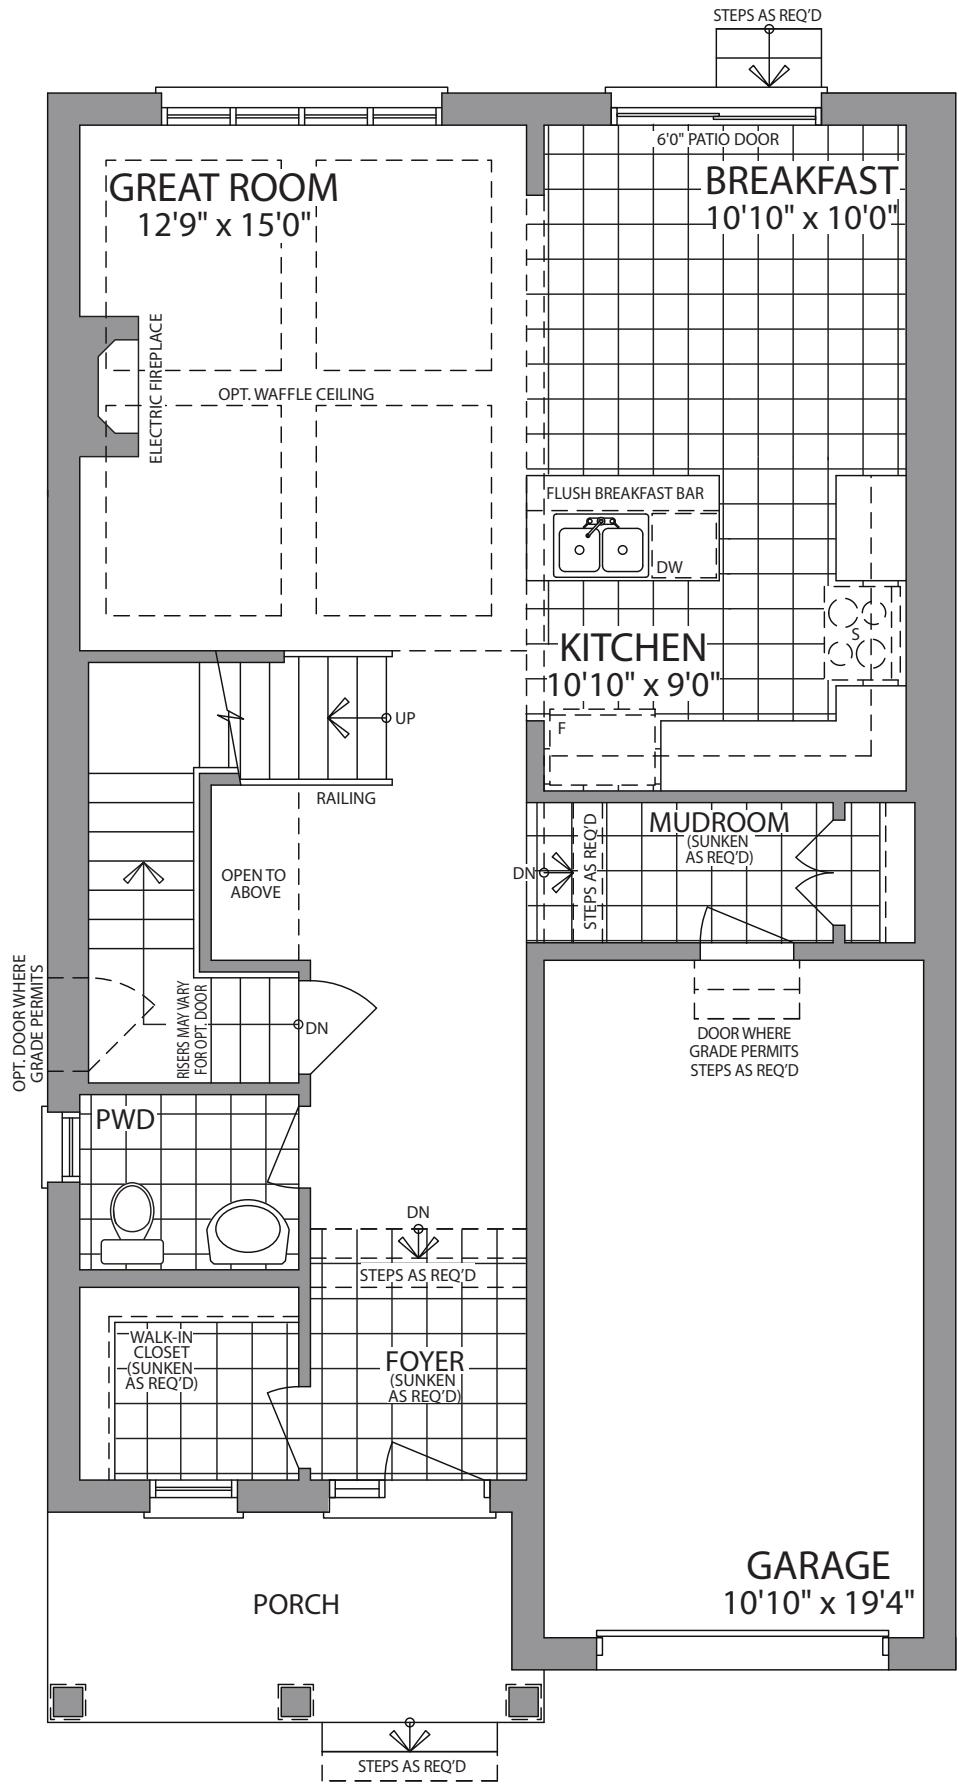 STEPS AS REQ'D
6'0" PATIO DOOR
GREAT ROOM
12'9" x 15'0"
BREAKFAST
10'10" x 10'0"
ELECTRIC FIREPLACE
OPT. WAFFLE CEILING
FLUSH BREAKFAST BAR
DW
S
KITCHEN
10'10" x 9'0"
F
UP
RAILING
OPEN TO
ABOVE
MUDROOM
(SUNKEN
AS REQ'D)
DN
STEPS AS REQ'D
OPT. DOOR WHERE
GRADE PERMITS
RISERS MAY VARY
FOR OPT. DOOR
DN
DOOR WHERE
GRADE PERMITS
STEPS AS REQ'D
PWD
DN
STEPS AS REQ'D
WALK-IN
CLOSET
(SUNKEN
AS REQ'D)
FOYER
(SUNKEN
AS REQ'D)
GARAGE
10'10" x 19'4"
PORCH
STEPS AS REQ'D